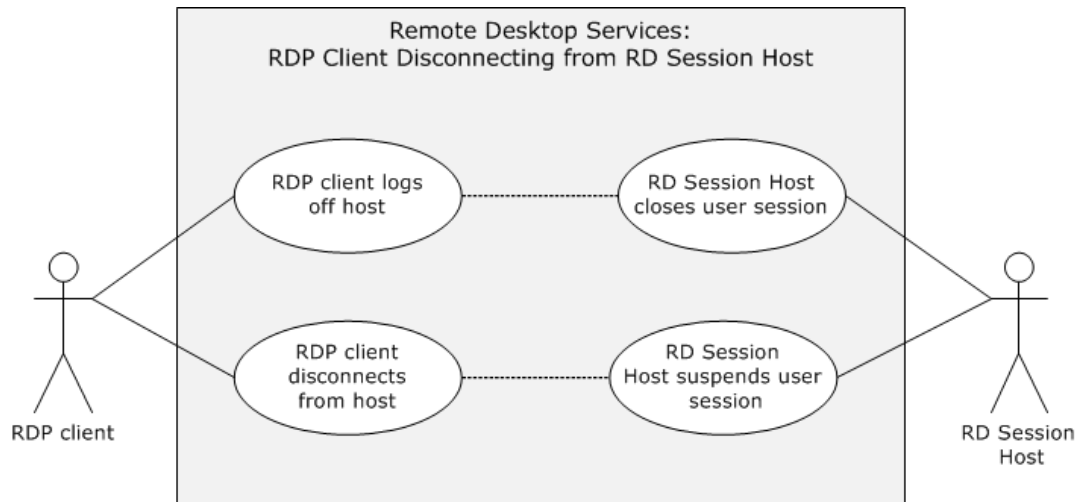 Remote Desktop Services:
RDP Client Disconnecting from RD Session Host
RDP client logs
off host
RD Session Host
closes user session
RDP client
disconnects
from host
RD Session
Host suspends user
session
RDP client
RD Session
Host